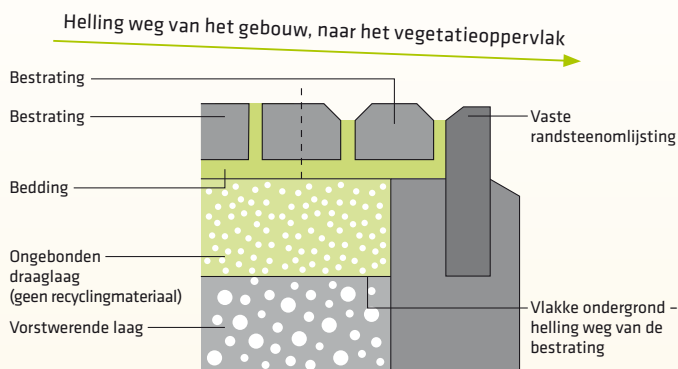 Helling weg van het gebouw, naar het vegetatieoppervlak
Bestrating
Bestrating
Bedding
Ongebonden
draaglaag
(geen recyclingmateriaal)
Vorstwerende laag
Vaste
randsteenomlijsting
Vlakke ondergrond –
helling weg van de
bestrating